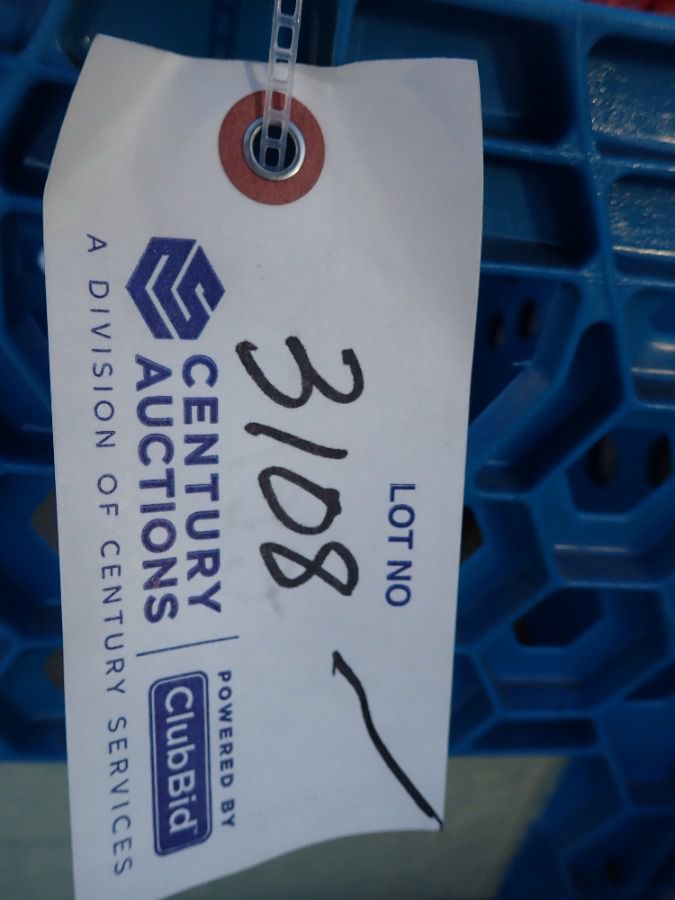 LOT NO
3108
CENTURY
AUCTIONS
POWERED BY
ClubBid
A DIVISION OF CENTURY SERVICES